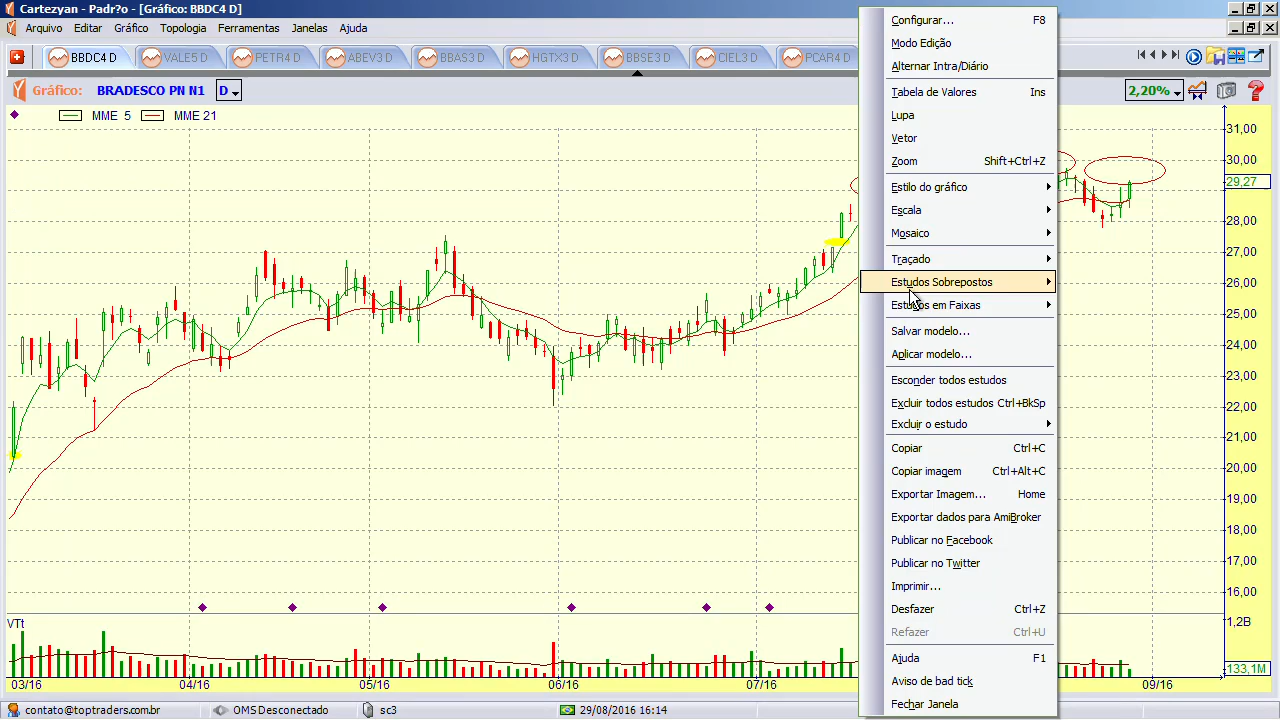 Cartezyan - Padr?o - [Gráfico: BBDC4 D]
Arquivo Editar Gráfico Topologia Ferramentas Janelas Ajuda
BBDC4 D VALE5 D PETR4 D ABEV3 D BBAS3 D HGTX3 D BBSE3 D CIEL3 D PCAR4 D
Gráfico: BRADESCO PN N1 D 2,20%
MME 5 MME 21
Configurar... F8
Modo Edição
Alternar Intra/Diário
Tabela de Valores Ins
Lupa
Vetor
Zoom Shift+Ctrl+Z
Estilo do gráfico
Escala
Mosaico
Traçado
Estudos Sobrepostos
Estudos em Faixas
Salvar modelo...
Aplicar modelo...
Esconder todos estudos
Excluir todos estudos Ctrl+BkSp
Excluir o estudo
Copiar Ctrl+C
Copiar imagem Ctrl+Alt+C
Exportar Imagem... Home
Exportar dados para AmiBroker
Publicar no Facebook
Publicar no Twitter
Imprimir...
Desfazer Ctrl+Z
Refazer Ctrl+U
Ajuda F1
Aviso de bad tick
Fechar Janela
31,00
30,00
29,27
28,00
27,00
26,00
25,00
24,00
23,00
22,00
21,00
20,00
19,00
18,00
17,00
16,00
VTt
1,2B
133,1M
03/16 04/16 05/16 06/16 07/16 09/16
contato@toptraders.com.br OMS Desconectado sc3 29/08/2016 16:14